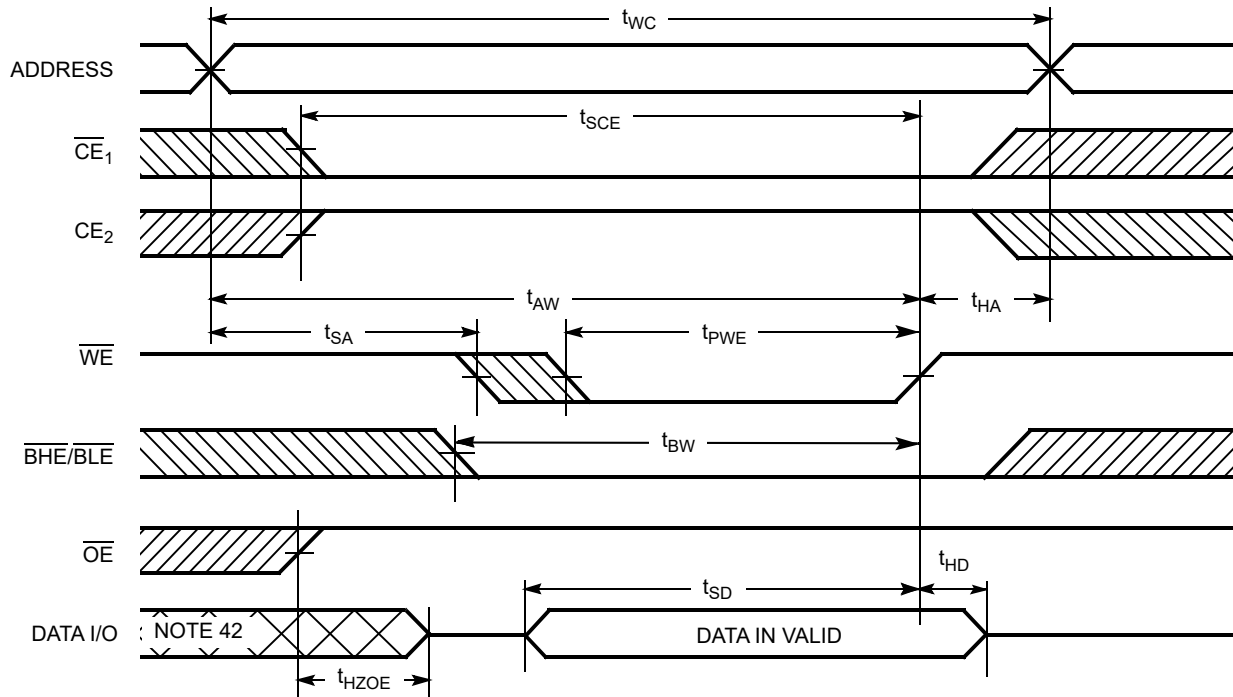 tWC
ADDRESS
tSCE
CE1
CE2
tAW
tHA
tSA
tPWE
WE
tBW
BHE/BLE
OE
tHD
tSD
DATA I/O
NOTE 42
DATA IN VALID
tHZOE